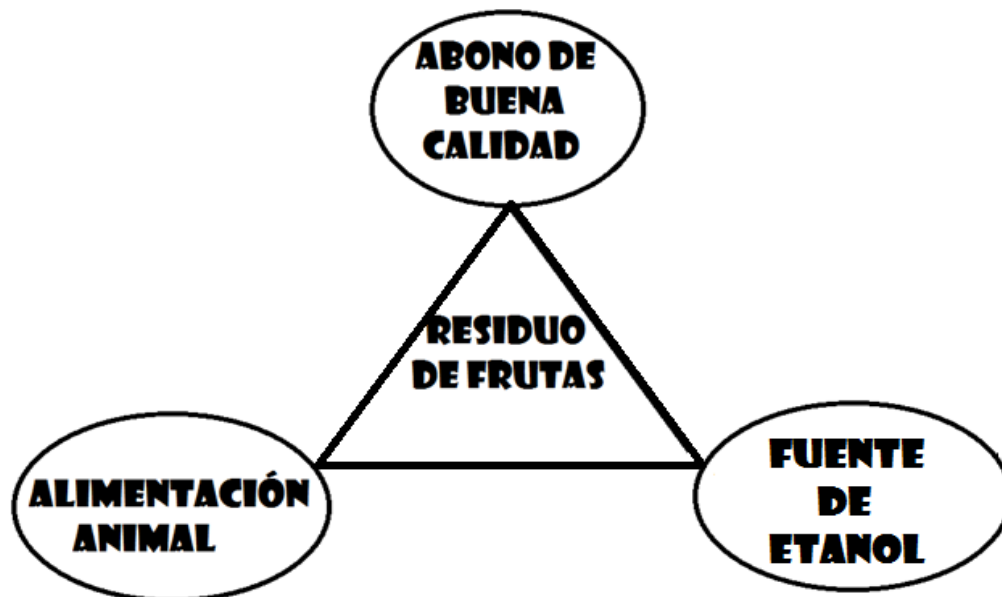 ABONO DE
BUENA
CALIDAD
RESIDUO
DE FRUTAS
ALIMENTACIÓN
ANIMAL
FUENTE
DE
ETANOL